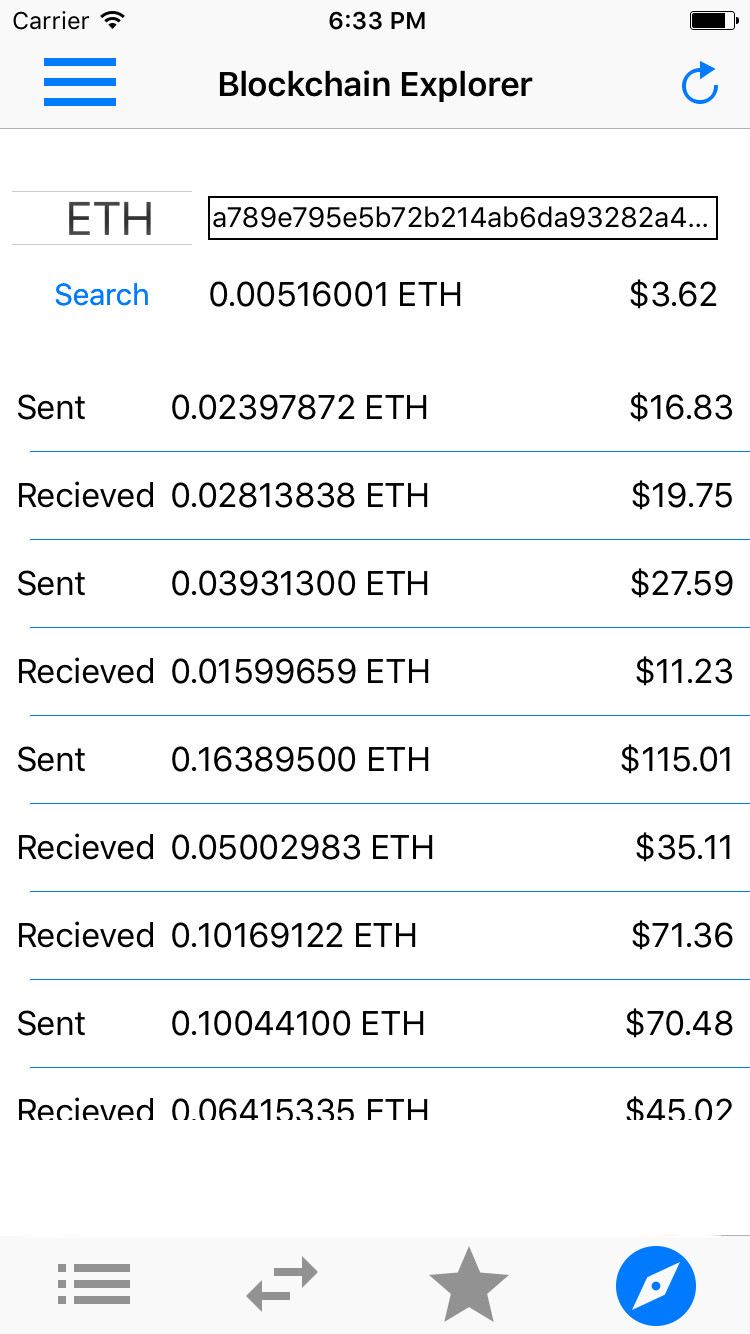 Carrier 6:33 PM
Blockchain Explorer
ETH a789e795e5b72b214ab6da93282a4...
Search 0.00516001 ETH $3.62
Sent 0.02397872 ETH $16.83
Recieved 0.02813838 ETH $19.75
Sent 0.03931300 ETH $27.59
Recieved 0.01599659 ETH $11.23
Sent 0.16389500 ETH $115.01
Recieved 0.05002983 ETH $35.11
Recieved 0.10169122 ETH $71.36
Sent 0.10044100 ETH $70.48
Recieved 0.06415335 ETH $45.02